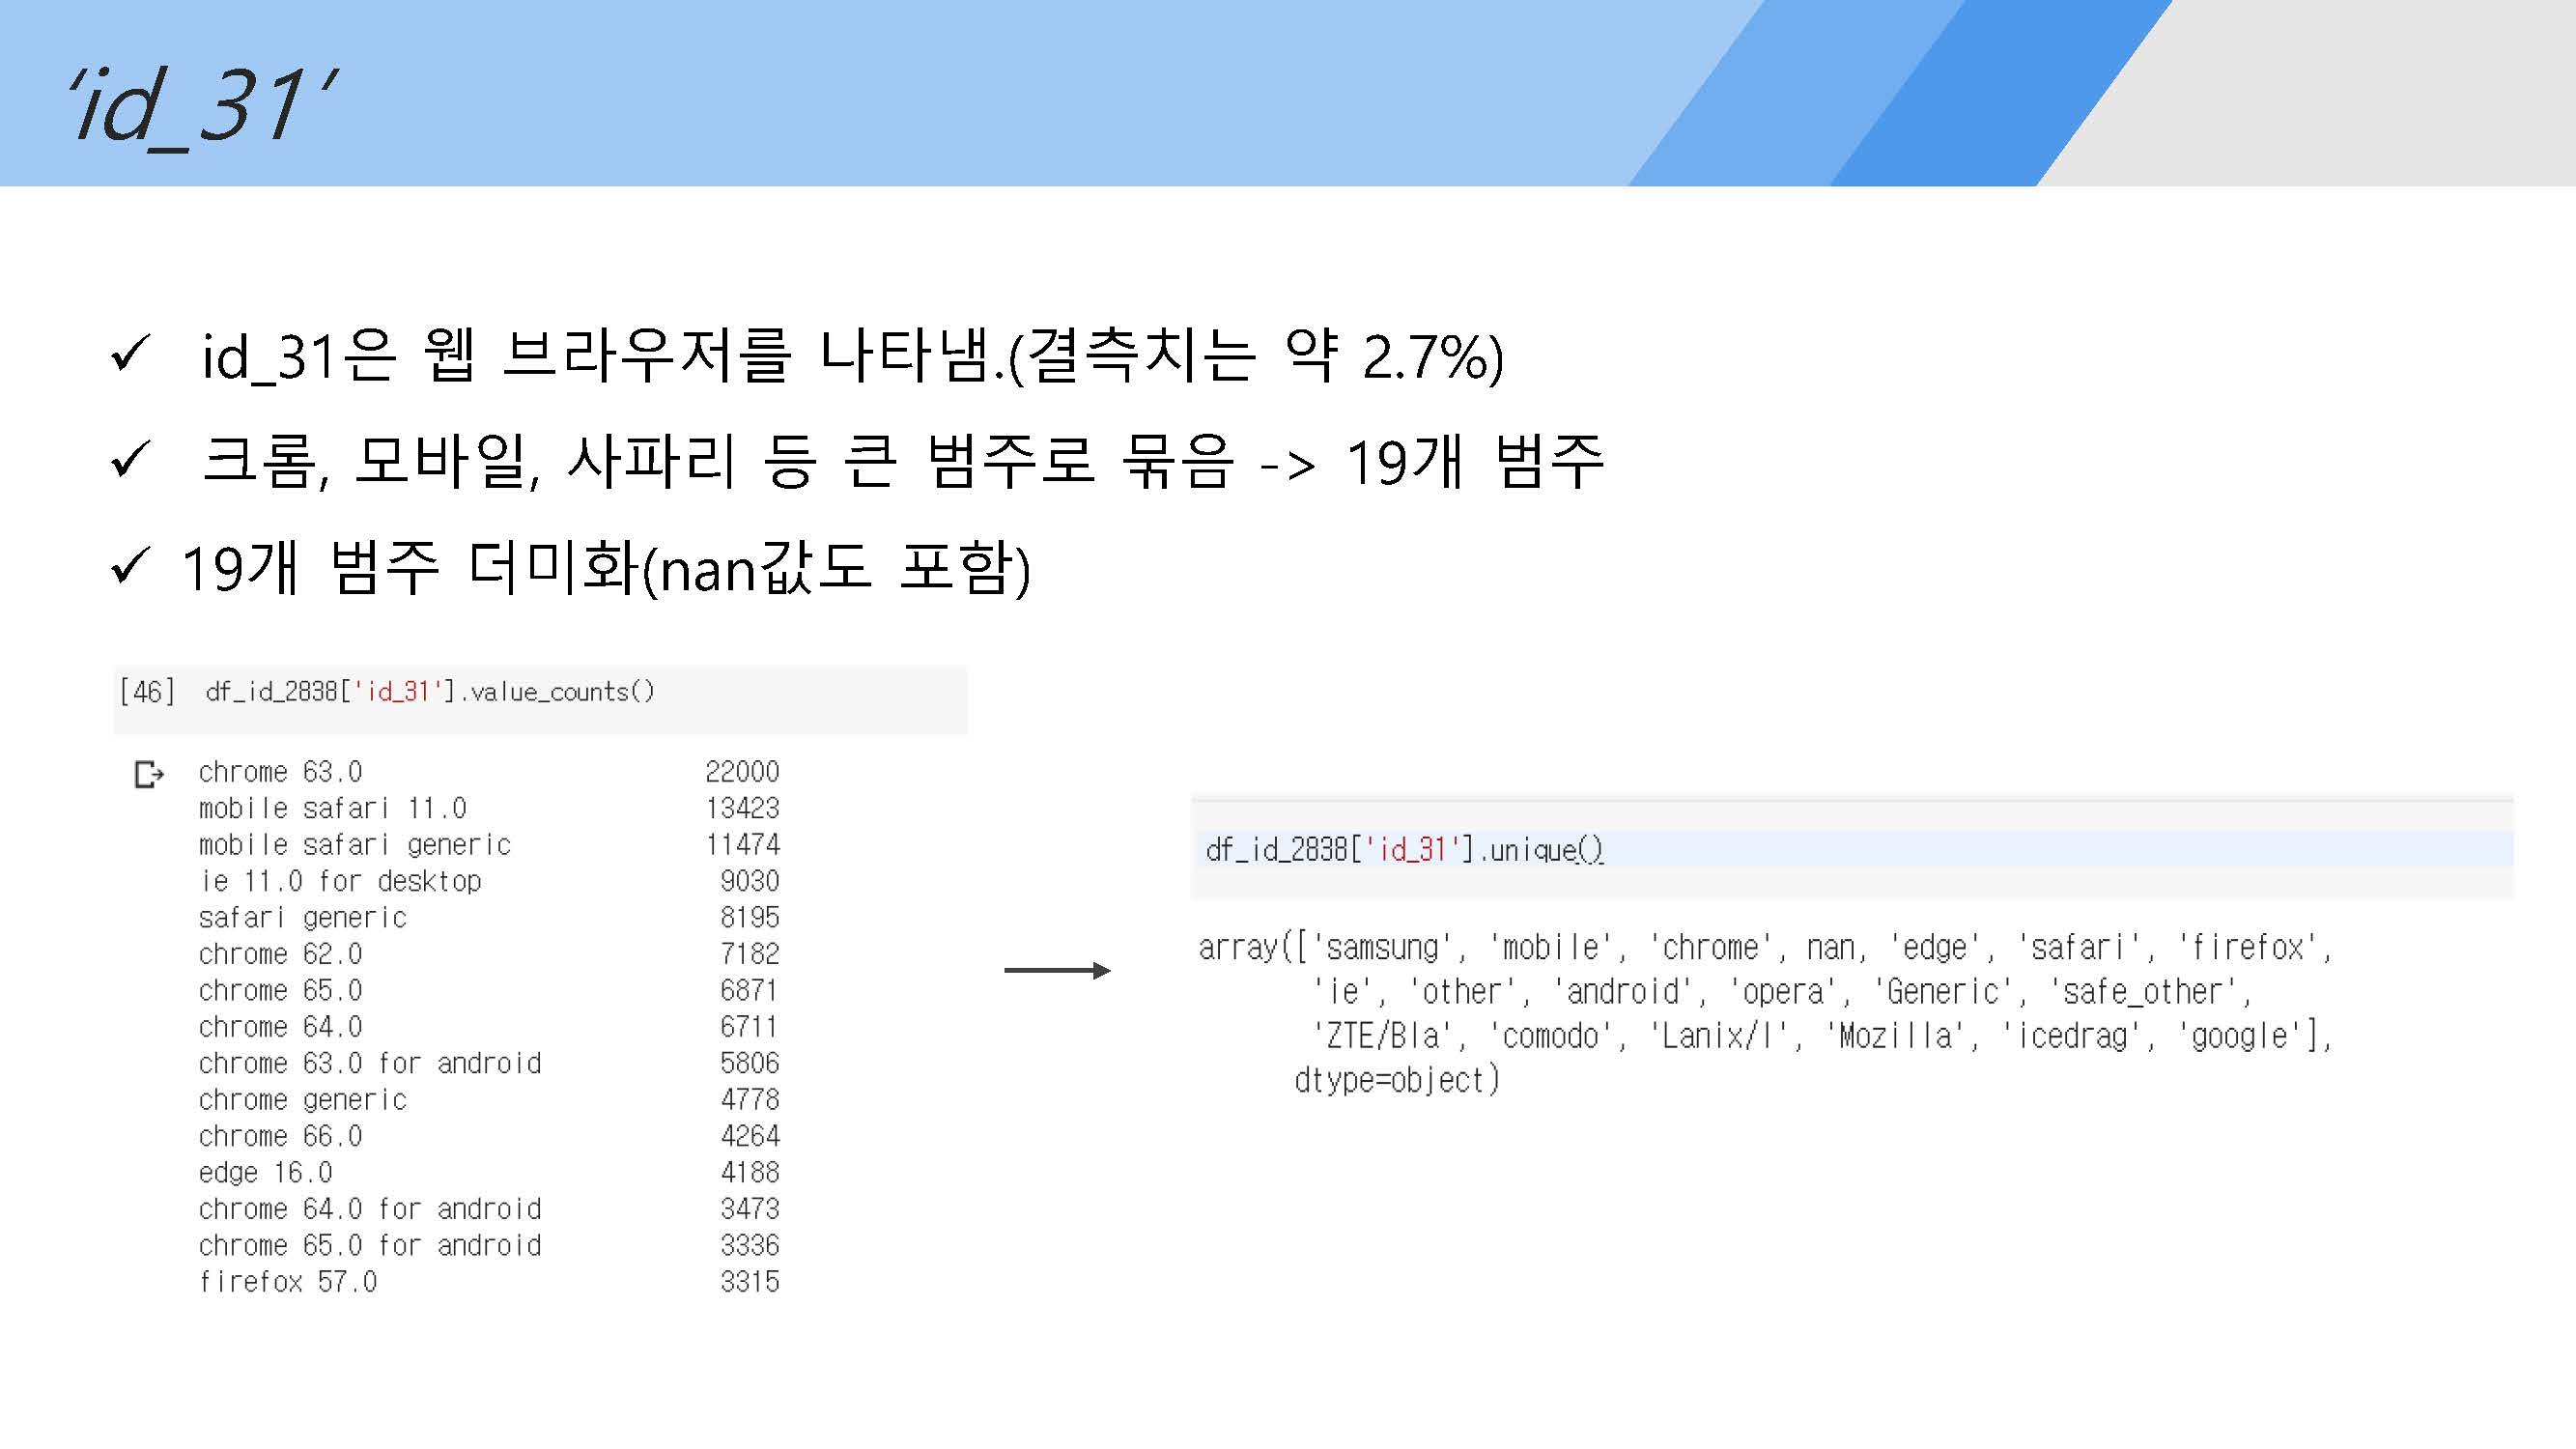 ‘id_31’
✓ id_31은 웹 브라우저를 나타냄.(결측치는 약 2.7%)
✓ 크롬, 모바일, 사파리 등 큰 범주로 묶음 -> 19개 범주
✓ 19개 범주 더미화(nan값도 포함)
[46] df_id_2838['id_31'].value_counts()
chrome 63.0 22000
mobile safari 11.0 13423
mobile safari generic 11474
ie 11.0 for desktop 9030
safari generic 8195
chrome 62.0 7182
chrome 65.0 6871
chrome 64.0 6711
chrome 63.0 for android 5806
chrome generic 4778
chrome 66.0 4264
edge 16.0 4188
chrome 64.0 for android 3473
chrome 65.0 for android 3336
firefox 57.0 3315
df_id_2838['id_31'].unique()
array(['samsung', 'mobile', 'chrome', nan, 'edge', 'safari', 'firefox',
'ie', 'other', 'android', 'opera', 'Generic', 'safe_other',
'ZTE/Bla', 'comodo', 'Lanix/I', 'Mozilla', 'icedrag', 'google'],
dtype=object)